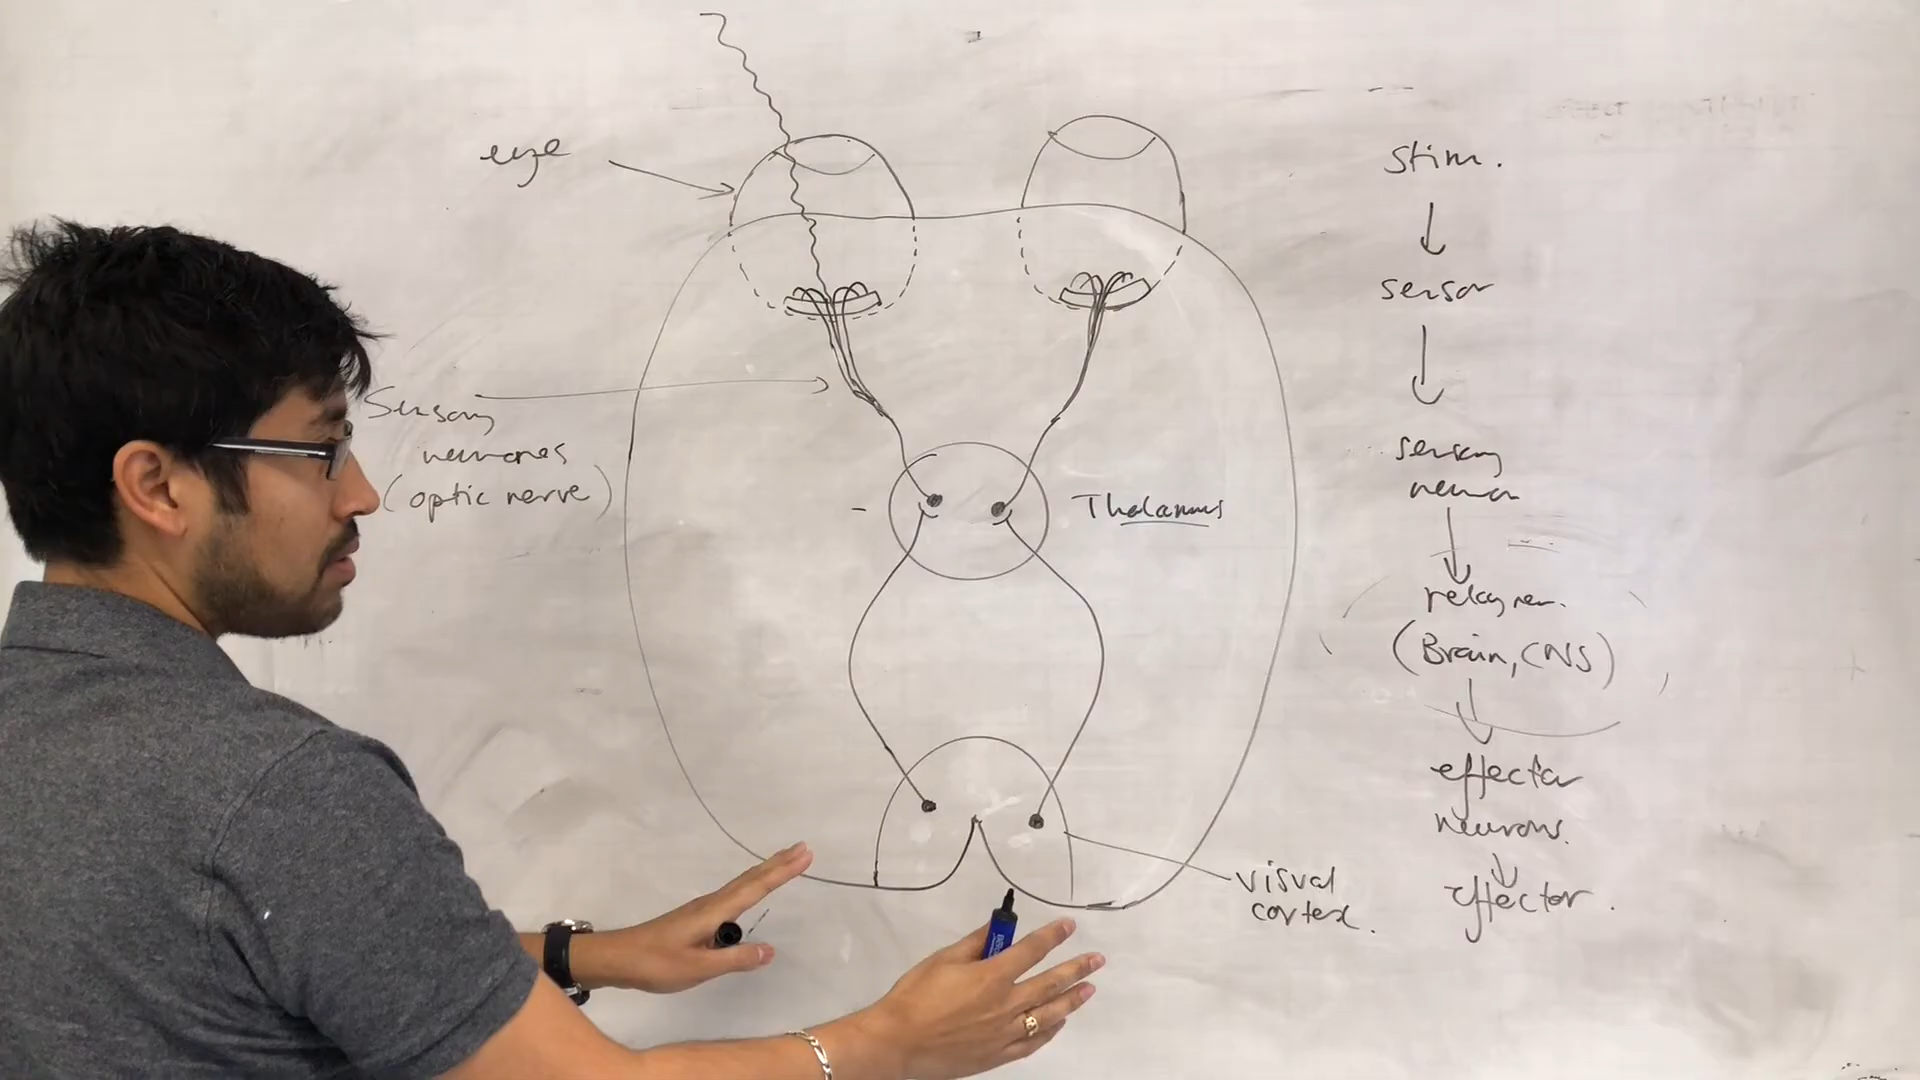 eye
Sensory
neurones
(optic nerve)
Thalamus
visual
cortex.
stim.
sensor
sensory
neuron
relay neu.
(Brain, CNS)
effector
neurons.
effector.